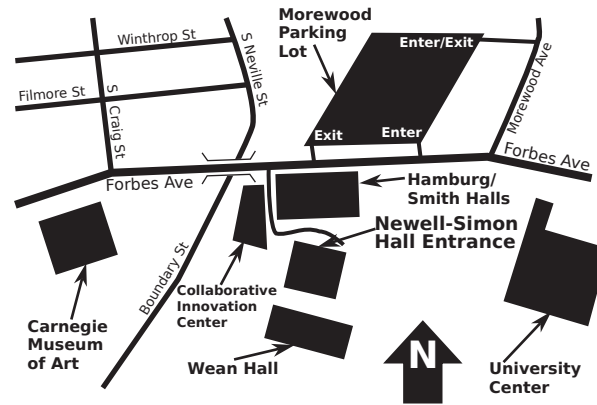 Morewood
Parking
Lot
Winthrop St
S Neville St
Enter/Exit
Morewood Ave
Filmore St
S Craig St
Exit
Enter
Forbes Ave
Forbes Ave
Hamburg/
Smith Halls
Newell-Simon
Hall Entrance
Boundary St
Collaborative
Innovation
Center
Carnegie
Museum
of Art
Wean Hall
N
University
Center